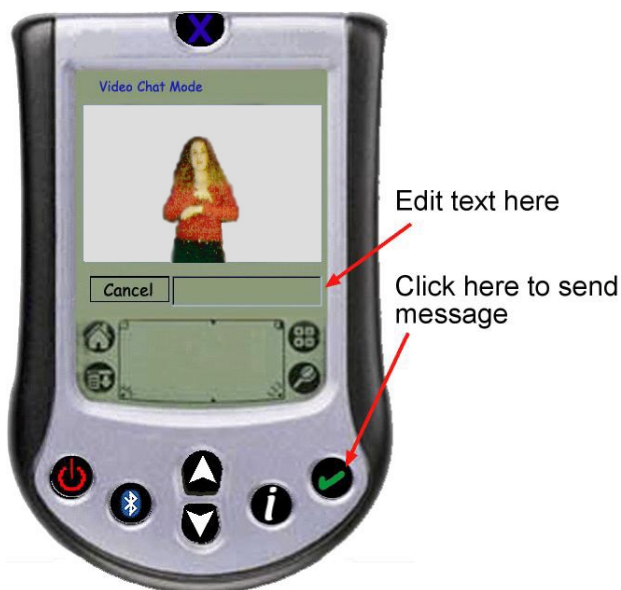 X
Video Chat Mode
Edit text here
Cancel
Click here to send
message
i